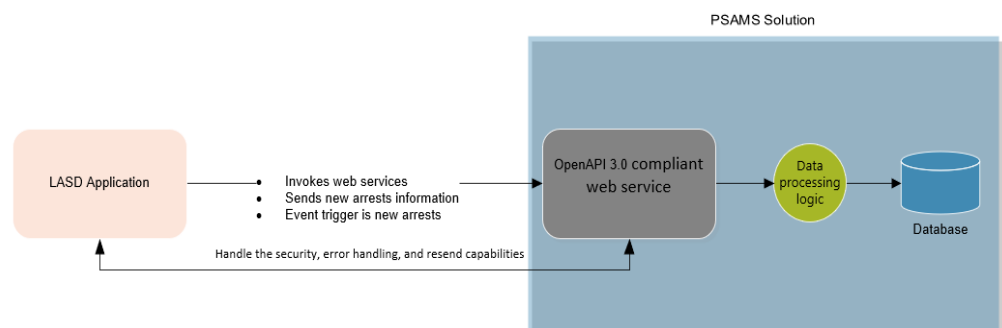 PSAMS Solution
LASD Application
• Invokes web services
• Sends new arrests information
• Event trigger is new arrests
OpenAPI 3.0 compliant
web service
Data
processing
logic
Database
Handle the security, error handling, and resend capabilities